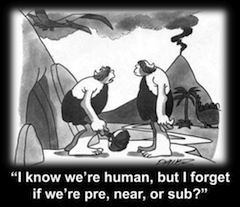 “I know we’re human, but I forget
if we’re pre, near, or sub?”